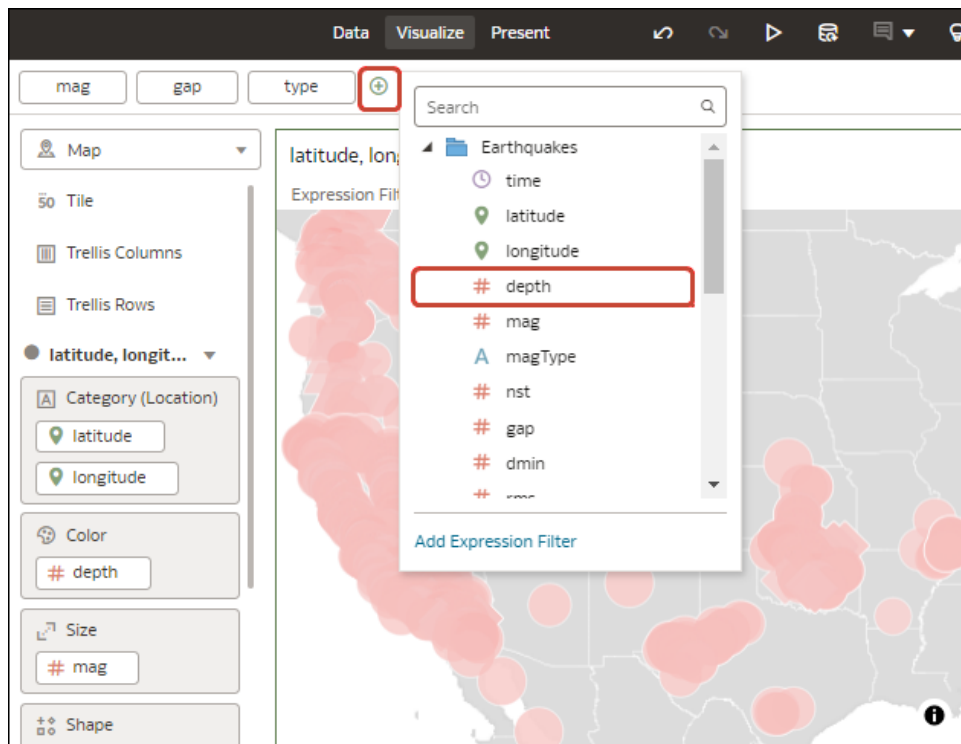 Data Visualize Present
mag gap type
Search
Earthquakes
time
latitude
longitude
# depth
# mag
A magType
# nst
# gap
# dmin
Add Expression Filter
Map
50 Tile
Trellis Columns
Trellis Rows
latitude, longit...
A Category (Location)
latitude
longitude
Color
# depth
Size
# mag
Shape
latitude, lon
Expression Filt